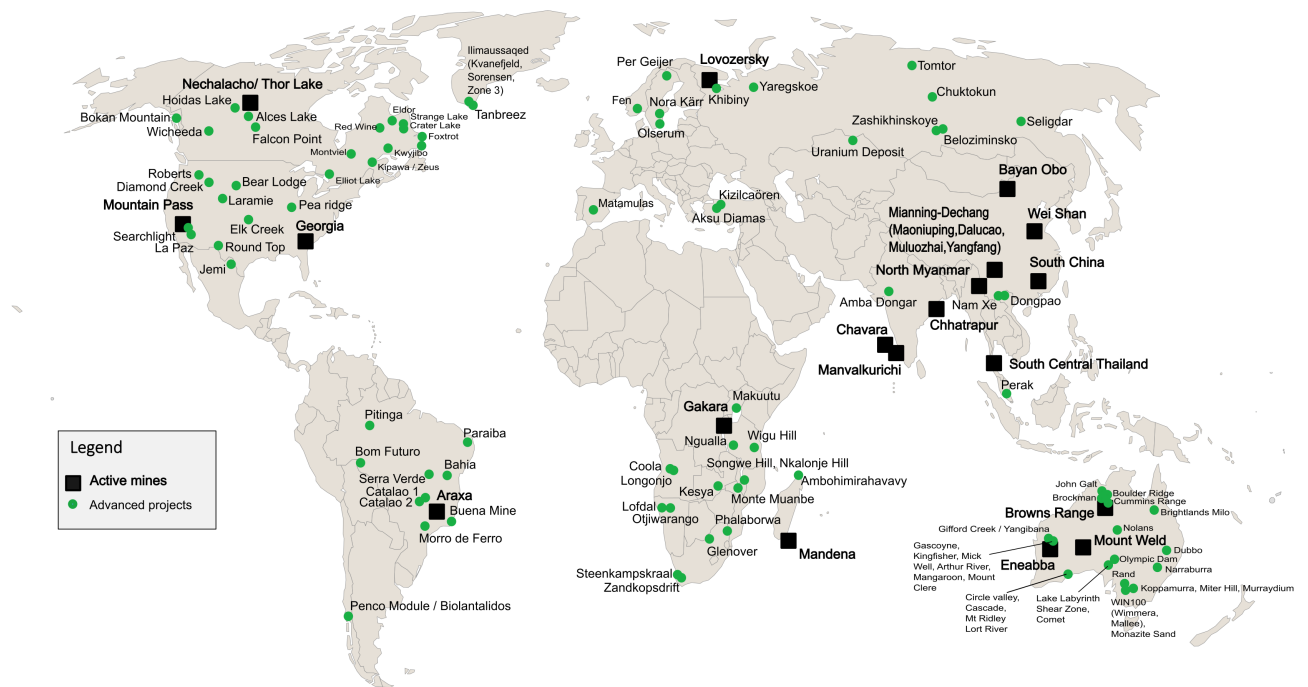 Ilimaussaqed
(Kvanefjeld,
Sorensen,
Zone 3)
Tanbreez
Nechalacho/ Thor Lake
Hoidas Lake
Bokan Mountain
Alces Lake
Wicheeda
Falcon Point
Eldor
Strange Lake
Red Wine
Crater Lake
Foxtrot
Montviel
Kwyjibo
Kipawa / Zeus
Elliot Lake
Roberts
Diamond Creek
Bear Lodge
Laramie
Mountain Pass
Pea ridge
Elk Creek
Georgia
Searchlight
La Paz
Round Top
Jemi
Per Geijer
Lovozersky
Yaregskoe
Khibiny
Fen
Nora Kärr
Olserum
Tomtor
Chuktokun
Zashikhinskoye
Seligdar
Beloziminsko
Uranium Deposit
Matamulas
Kizilcaören
Aksu Diamas
Bayan Obo
Mianning-Dechang
(Maoniuping,Dalucao,
Muluozhai,Yangfang)
Wei Shan
North Myanmar
South China
Amba Dongar
Nam Xe
Dongpao
Chhatrapur
Chavara
Manvalkurichi
South Central Thailand
Perak
Pitinga
Paraiba
Bom Futuro
Bahia
Serra Verde
Catalao 1
Catalao 2
Araxa
Buena Mine
Morro de Ferro
Penco Module / Biolantalidos
Legend
Active mines
Advanced projects
Makuutu
Gakara
Ngualla
Wigu Hill
Coola
Longonjo
Songwe Hill, Nkalonje Hill
Ambohimirahavavy
Kesya
Monte Muanbe
Lofdal
Otjiwarango
Phalaborwa
Glenover
Mandena
Steenkampskraal
Zandkopsdrift
John Galt
Brockman
Boulder Ridge
Cummins Range
Browns Range
Brightlands Milo
Gifford Creek / Yangibana
Nolans
Gascoyne,
Kingfisher, Mick
Well, Arthur River,
Mangaroon, Mount
Clere
Mount Weld
Eneabba
Dubbo
Olympic Dam
Narraburra
Rand
Koppamurra, Miter Hill, Murraydium
Circle valley,
Cascade,
Mt Ridley
Lort River
Lake Labyrinth
Shear Zone,
Comet
WIN100
(Wimmera,
Mallee),
Monazite Sand